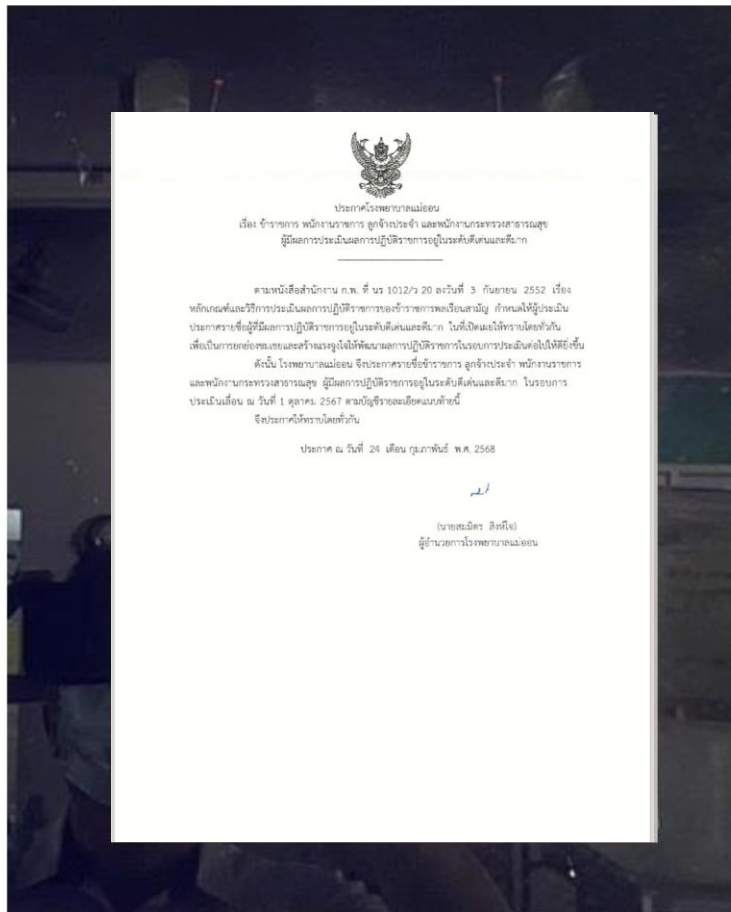 ประกาศโรงพยาบาลแม่ออน
เรื่อง ข้าราชการ พนักงานราชการ ลูกจ้างประจำ และพนักงานกระทรวงสาธารณสุข
ผู้มีผลการประเมินผลการปฏิบัติราชการอยู่ในระดับดีเด่นและดีมาก
ตามหนังสือสำนักงาน ก.พ. ที่ นร 1012/ว 20 ลงวันที่ 3 กันยายน 2552 เรื่อง
หลักเกณฑ์และวิธีการประเมินผลการปฏิบัติราชการของข้าราชการพลเรือนสามัญ กำหนดให้ผู้ประเมิน
ประกาศรายชื่อผู้ที่มีผลการปฏิบัติราชการอยู่ในระดับดีเด่นและดีมาก ในที่เปิดเผยให้ทราบโดยทั่วกัน
เพื่อเป็นการยกย่องชมเชยและสร้างแรงจูงใจให้พัฒนาผลการปฏิบัติราชการในรอบการประเมินต่อไปให้ดียิ่งขึ้น
ดังนั้น โรงพยาบาลแม่ออน จึงประกาศรายชื่อข้าราชการ ลูกจ้างประจำ พนักงานราชการ
และพนักงานกระทรวงสาธารณสุข ผู้มีผลการปฏิบัติราชการอยู่ในระดับดีเด่นและดีมาก ในรอบการ
ประเมินเลื่อน ณ วันที่ 1 ตุลาคม 2567 ตามบัญชีรายละเอียดแนบท้ายนี้
จึงประกาศให้ทราบโดยทั่วกัน
ประกาศ ณ วันที่ 24 เดือน กุมภาพันธ์ พ.ศ. 2568
(นายสมมิตร สิงห์ใจ)
ผู้อำนวยการโรงพยาบาลแม่ออน